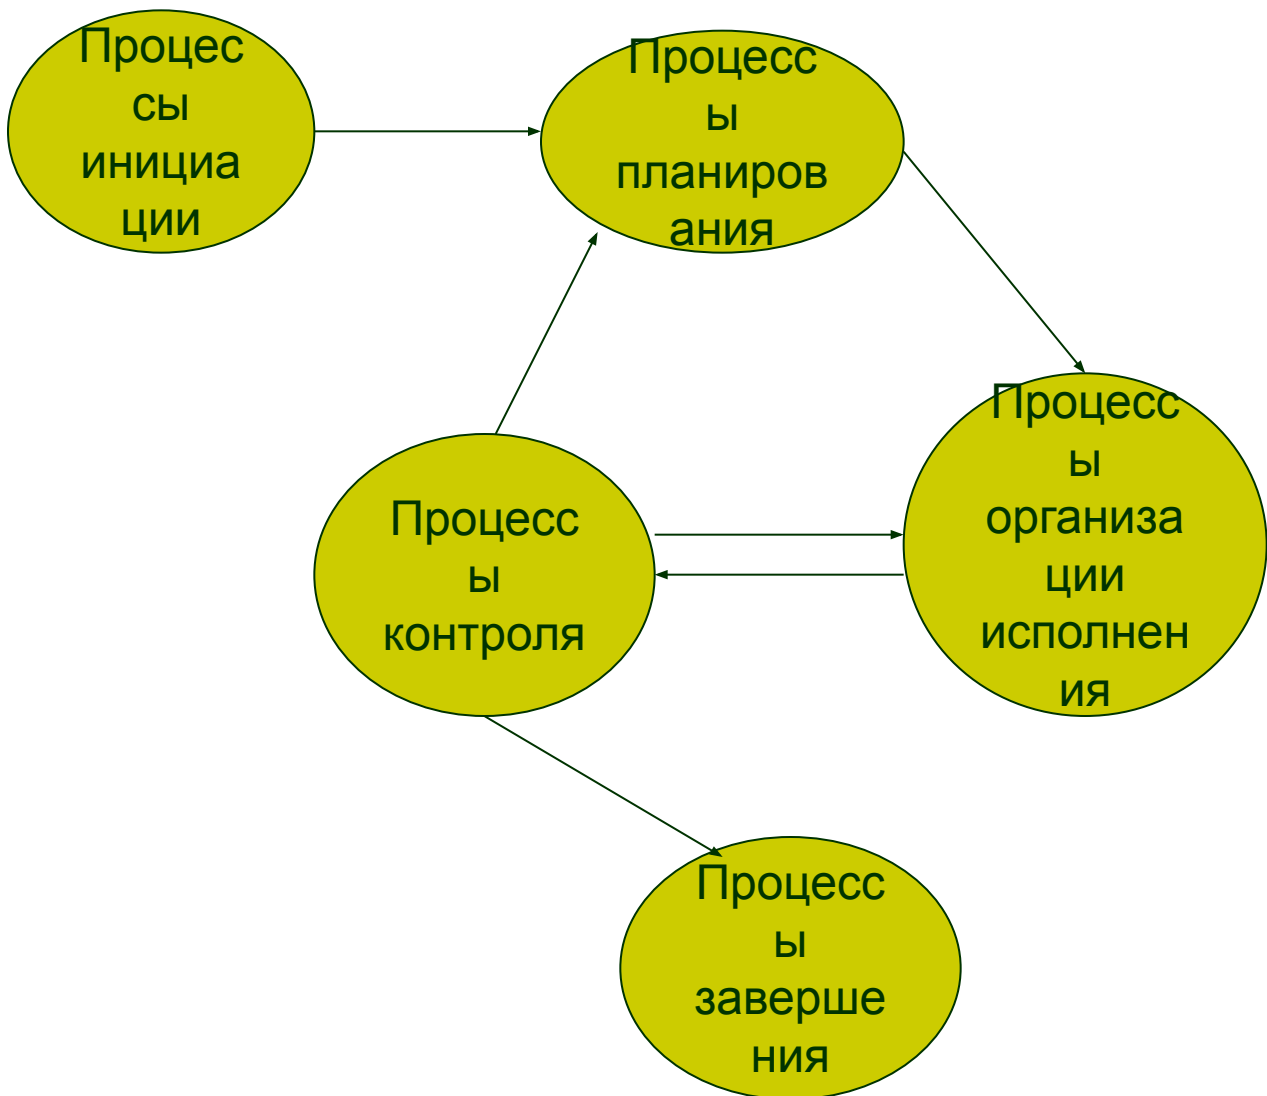 Процес
сы
инициа
ции
Процесс
ы
планиров
ания
Процесс
ы
организа
ции
исполнен
ия
Процесс
ы
контроля
Процесс
ы
заверше
ния